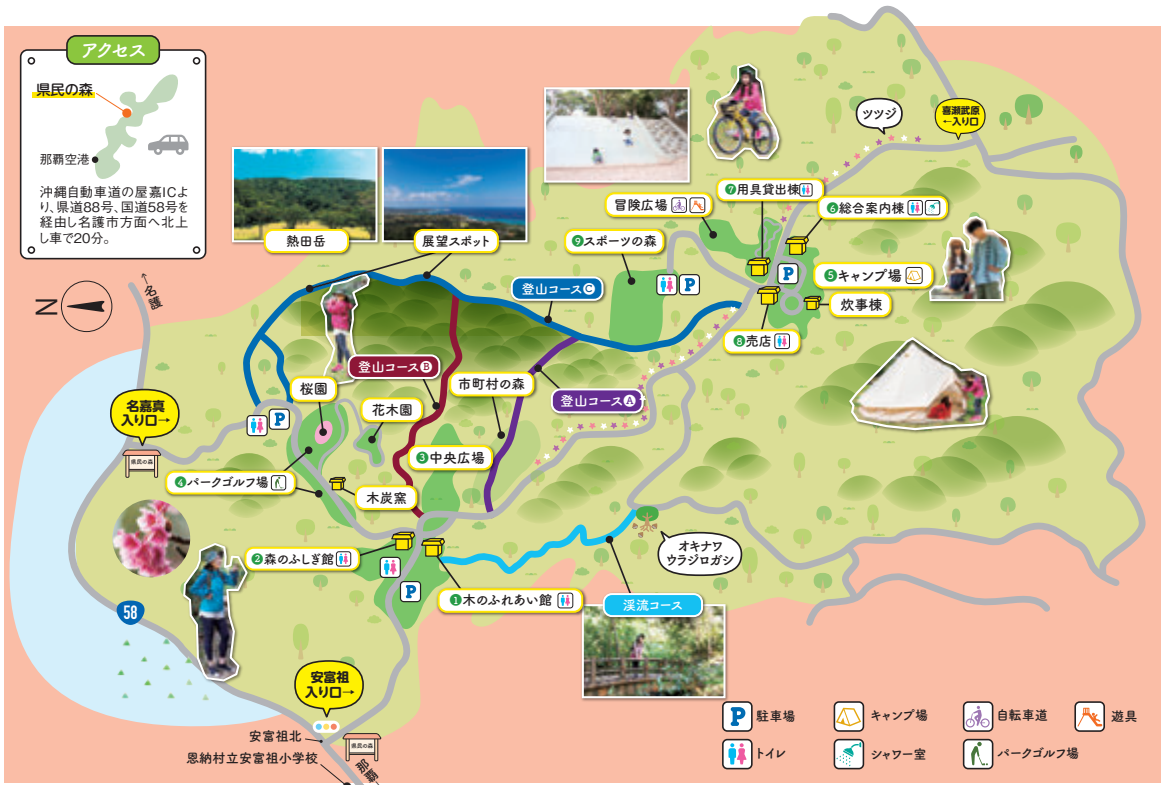 アクセス
県民の森
那覇空港
沖縄自動車道の屋嘉ICよ
り、県道88号、国道58号を
経由し名護市方面へ北上
し車で20分。
N
←名護
熱田岳
展望スポット
冒険広場
❼用具貸出棟
ツツジ
喜瀬武原
←入り口
❻総合案内棟
❾スポーツの森
P
P
❺キャンプ場
炊事棟
❽売店
登山コースC
登山コースB
市町村の森
登山コースA
桜園
花木園
名嘉真
入り口→
県民の森
P
❸中央広場
❹パークゴルフ場
木炭窯
❷森のふしぎ館
P
❶木のふれあい館
オキナワ
ウラジロガシ
渓流コース
58
安富祖
入り口→
安富祖北
県民の森
恩納村立安富祖小学校
那覇
P 駐車場
キャンプ場
自転車道
遊具
トイレ
シャワー室
パークゴルフ場